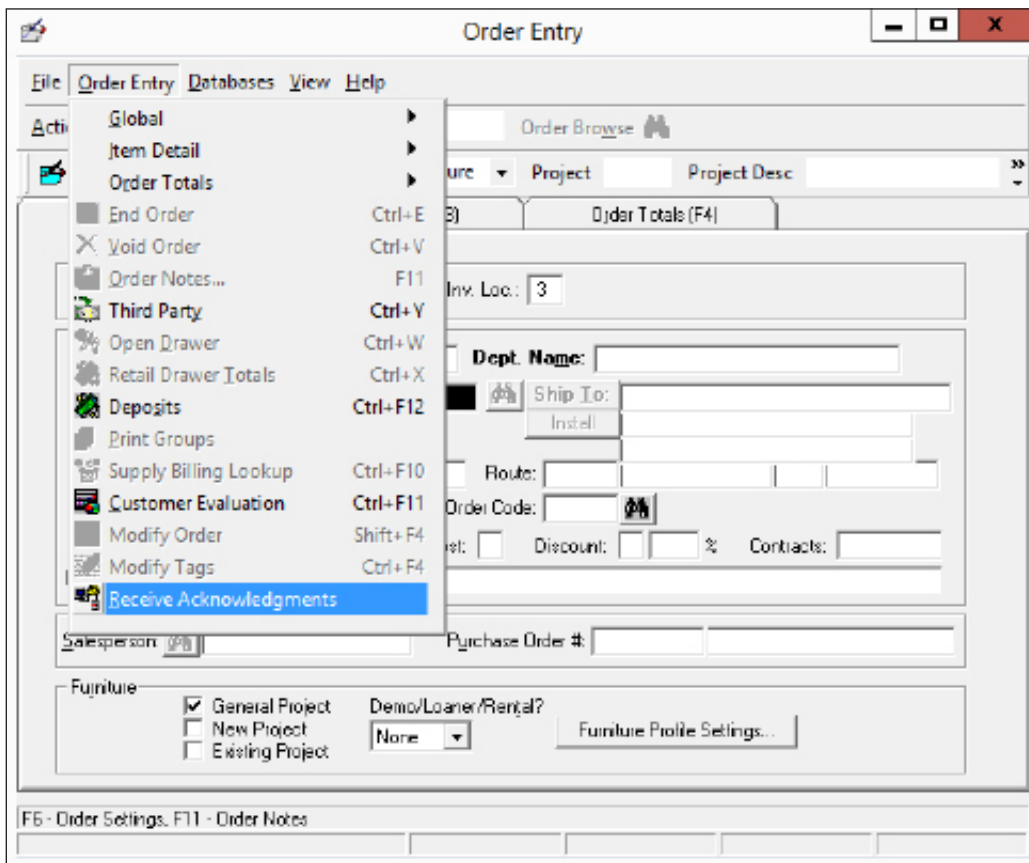 Order Entry
File Order Entry Databases View Help
Acti Order Browse
ure Project Project Desc
3) Order Totals (F4)
Global
Item Detail
Order Totals
End Order Ctrl+E
Void Order Ctrl+V
Order Notes... F11
Third Party Ctrl+Y
Open Drawer Ctrl+W
Retail Drawer Totals Ctrl+X
Deposits Ctrl+F12
Print Groups
Supply Billing Lookup Ctrl+F10
Customer Evaluation Ctrl+F11
Modify Order Shift+F4
Modify Tags Ctrl+F4
Receive Acknowledgments
Inv. Loc.: 3
Dept. Name:
Ship To:
Install
Route:
Order Code:
Discount: % Contracts:
Salesperson: Purchase Order #:
Furniture
General Project Demo/Loaner/Rental?
New Project None Furniture Profile Settings...
Existing Project
F6 - Order Settings, F11 - Order Notes